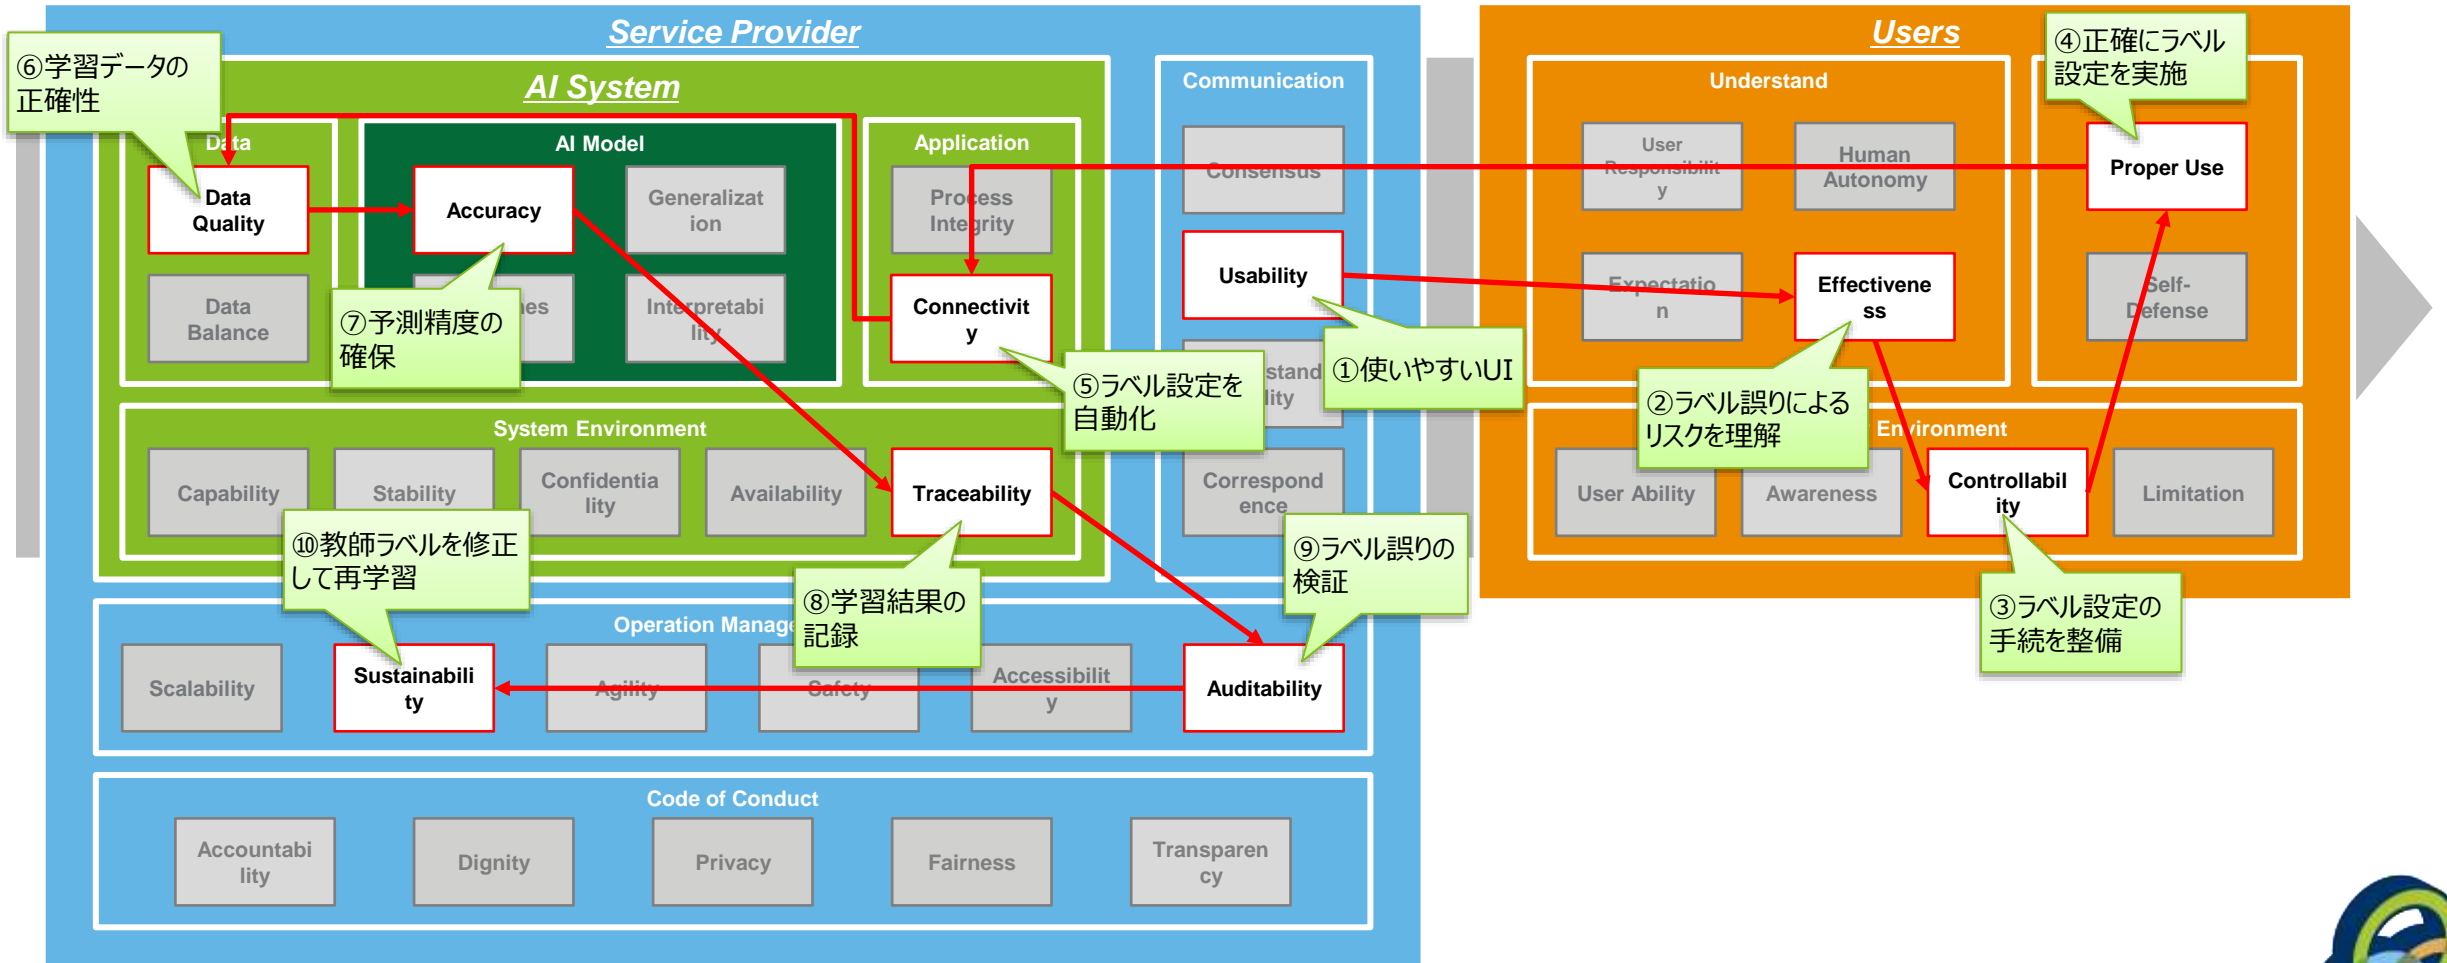 Service Provider
Users
⑥学習データの
正確性
AI System
Communication
Understand
④正確にラベル
設定を実施
Data
AI Model
Application
Data
Quality
Accuracy
Generalizat
ion
Process
Integrity
Consensus
User
Responsibilit
y
Human
Autonomy
Proper Use
Data
Balance
⑦予測精度の
確保
Interpretabi
lity
Connectivit
y
Usability
Expectatio
n
Effectivene
ss
Self-
Defense
⑤ラベル設定を
自動化
①使いやすいUI
②ラベル誤りによる
リスクを理解
System Environment
Environment
Capability
Stability
Confidentia
lity
Availability
Traceability
Correspond
ence
User Ability
Awareness
Controllabil
ity
Limitation
⑩教師ラベルを修正
して再学習
⑧学習結果の
記録
⑨ラベル誤りの
検証
③ラベル設定の
手続を整備
Operation Manage
Scalability
Sustainabili
ty
Agility
Safety
Accessibilit
y
Auditability
Code of Conduct
Accountabi
lity
Dignity
Privacy
Fairness
Transparen
cy